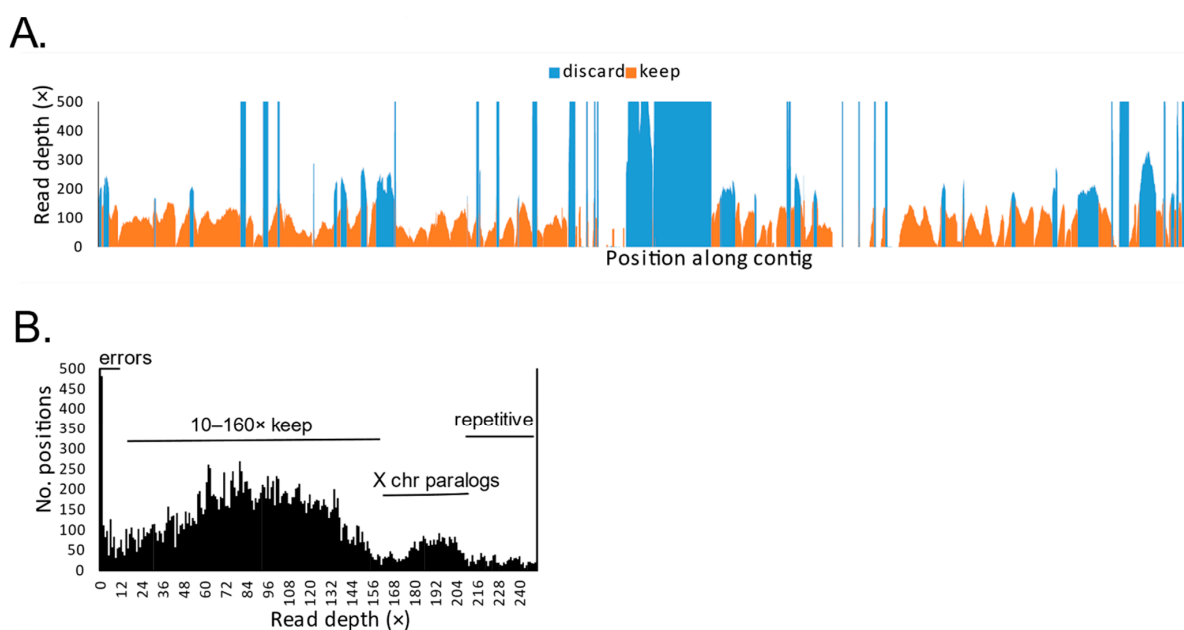 A.
discard keep
Read depth (×)
500
400
300
200
100
0
Position along contig
B.
errors
500
450
400
350
300
250
200
150
100
50
0
No. positions
10–160× keep
repetitive
X chr paralogs
0 12 24 36 48 60 72 84 96 108 120 132 144 156 168 180 192 204 216 228 240
Read depth (×)